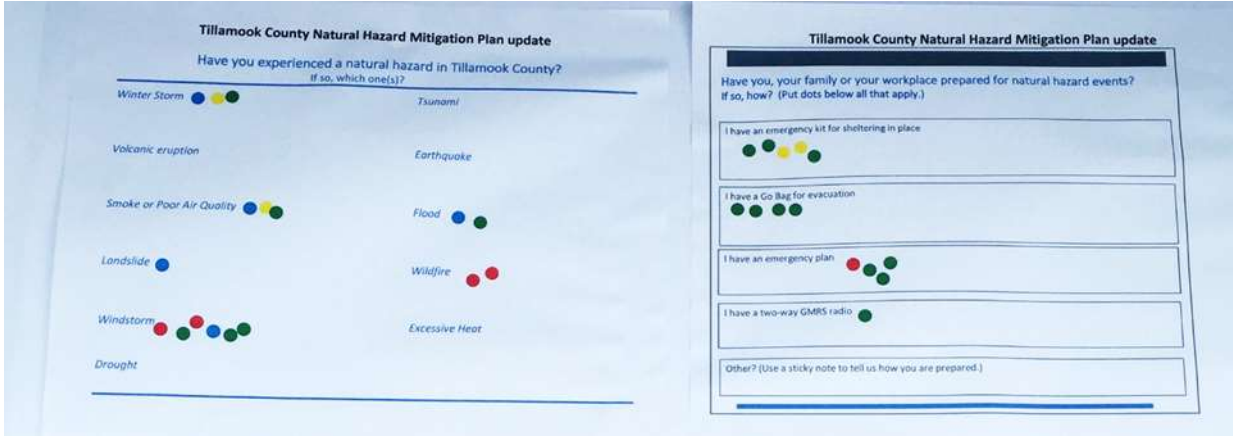 Tillamook County Natural Hazard Mitigation Plan update
Have you experienced a natural hazard in Tillamook County?
If so, which one(s)?
Winter Storm
Tsunami
Volcanic eruption
Earthquake
Smoke or Poor Air Quality
Flood
Landslide
Wildfire
Windstorm
Excessive Heat
Drought
Tillamook County Natural Hazard Mitigation Plan update
Have you, your family or your workplace prepared for natural hazard events?
If so, how? (Put dots below all that apply.)
I have an emergency kit for sheltering in place
I have a Go Bag for evacuation
I have an emergency plan
I have a two-way GMRS radio
Other? (Use a sticky note to tell us how you are prepared.)